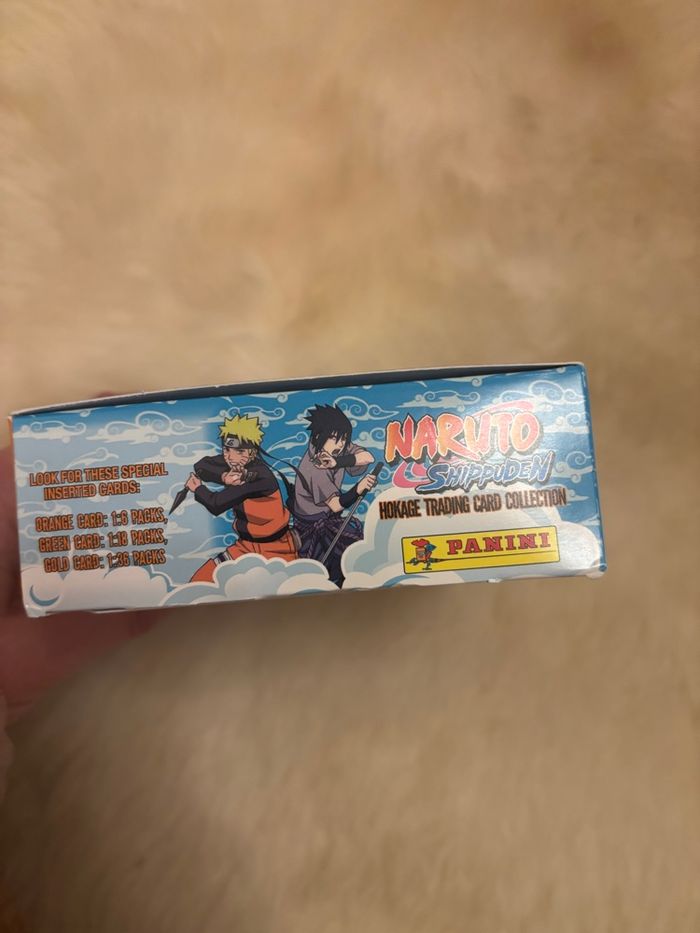 LOOK FOR THESE SPECIAL
INSERTED CARDS:
ORANGE CARD: 1:6 PACKS,
GREEN CARD: 1:18 PACKS,
GOLD CARD: 1:36 PACKS
NARUTO
SHIPPUDEN
HOKAGE TRADING CARD COLLECTION
PANINI